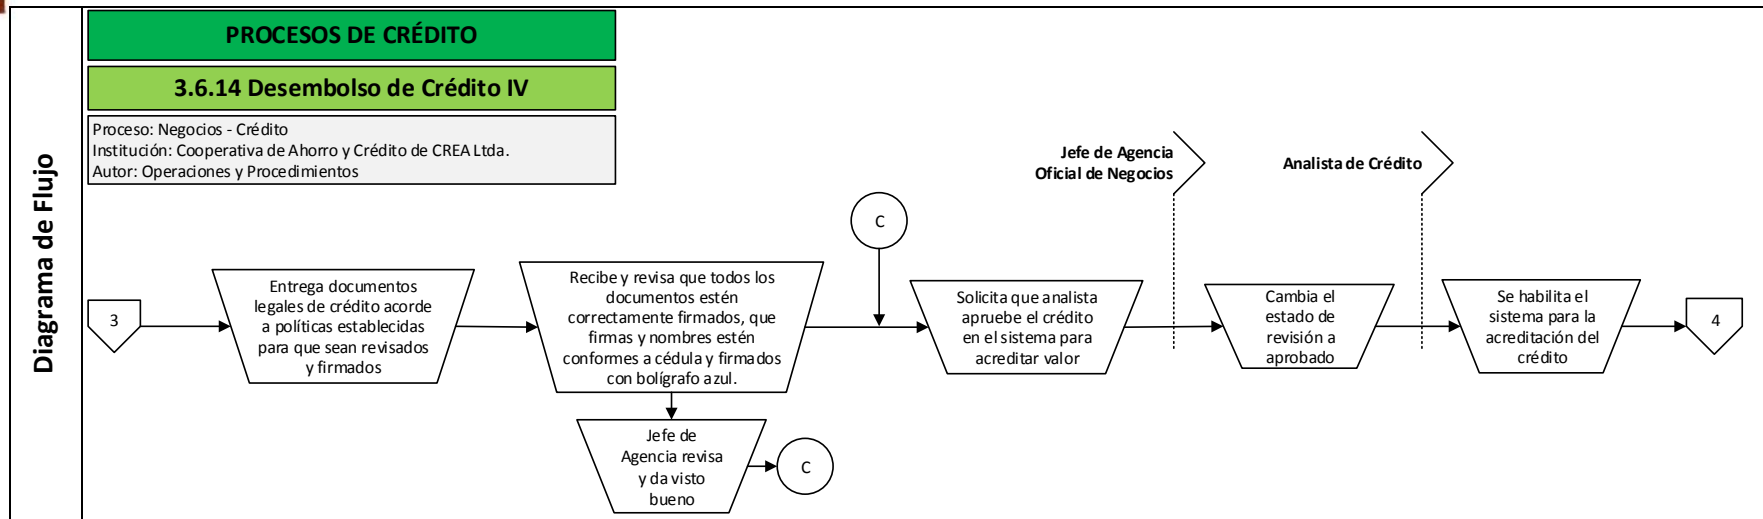 Diagrama de Flujo
PROCESOS DE CRÉDITO
3.6.14 Desembolso de Crédito IV
Proceso: Negocios - Crédito
Institución: Cooperativa de Ahorro y Crédito de CREA Ltda.
Autor: Operaciones y Procedimientos
Jefe de Agencia
Oficial de Negocios
Analista de Crédito
C
3
Entrega documentos
legales de crédito acorde
a políticas establecidas
para que sean revisados
y firmados
Recibe y revisa que todos los
documentos estén
correctamente firmados, que
firmas y nombres estén
conformes a cédula y firmados
con bolígrafo azul.
Solicita que analista
apruebe el crédito
en el sistema para
acreditar valor
Cambia el
estado de
revisión a
aprobado
Se habilita el
sistema para la
acreditación del
crédito
4
Jefe de
Agencia revisa
y da visto
bueno
C